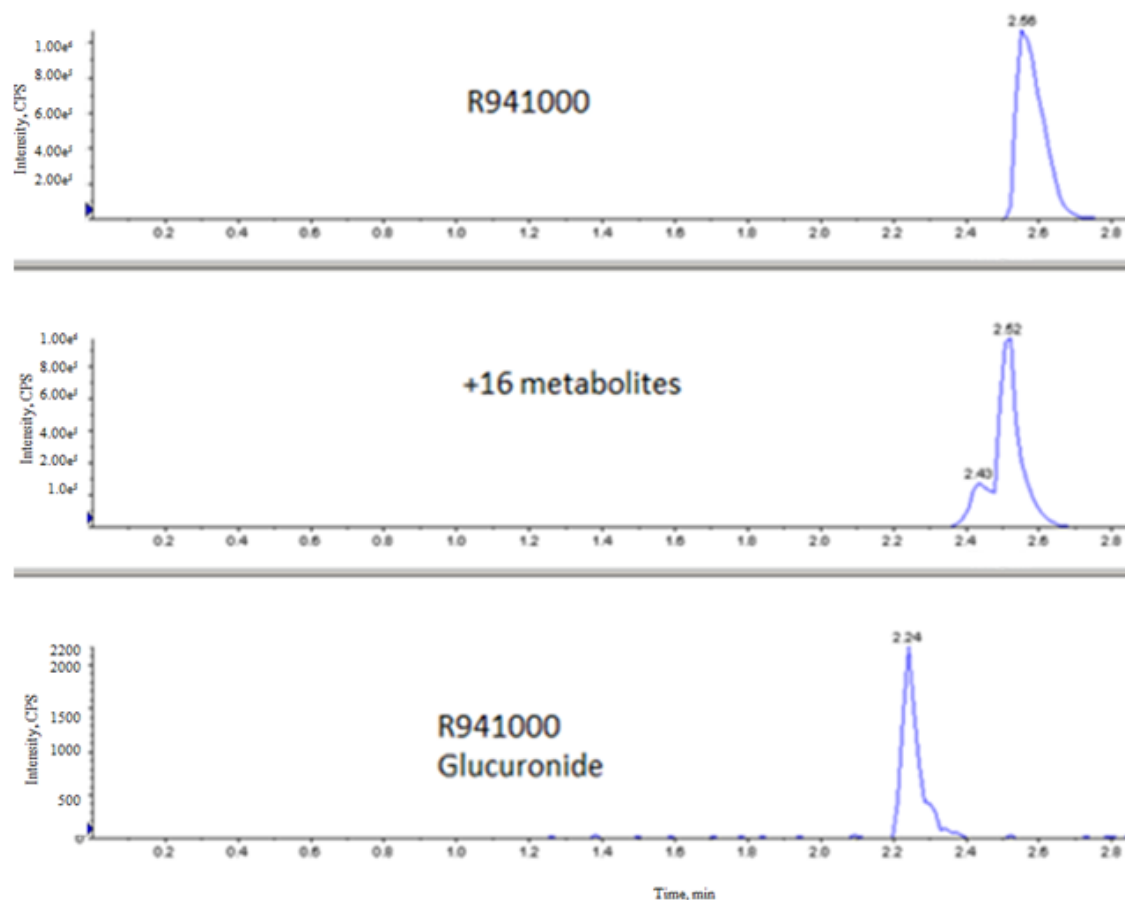 2.56
1.00e⁴
8.00e³
6.00e³
4.00e³
2.00e³
Intensity, CPS
R941000
0.2 0.4 0.6 0.8 1.0 1.2 1.4 1.6 1.8 2.0 2.2 2.4 2.6 2.8
2.52
1.00e⁴
8.00e³
6.00e³
4.00e³
2.00e³
1.0e³
Intensity, CPS
+16 metabolites
2.43
0.2 0.4 0.6 0.8 1.0 1.2 1.4 1.6 1.8 2.0 2.2 2.4 2.6 2.8
2.24
2200
2000
1500
1000
500
Intensity, CPS
R941000
Glucuronide
0.2 0.4 0.6 0.8 1.0 1.2 1.4 1.6 1.8 2.0 2.2 2.4 2.6 2.8
Time, min